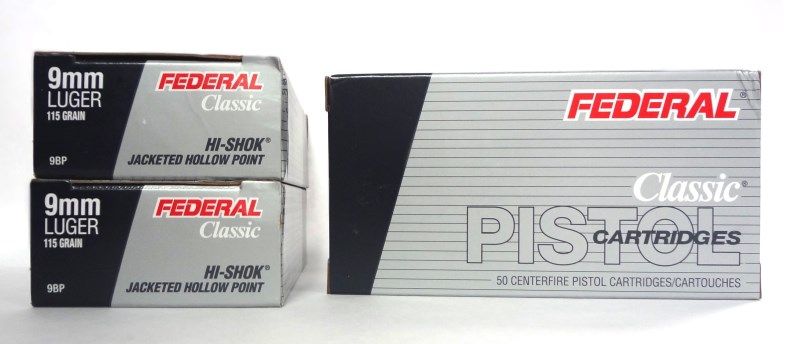 9mm
LUGER
115 GRAIN
9BP
FEDERAL
Classic
HI-SHOK®
JACKETED HOLLOW POINT
9mm
LUGER
115 GRAIN
9BP
FEDERAL
Classic
HI-SHOK®
JACKETED HOLLOW POINT
FEDERAL®
Classic®
PISTOL
CARTRIDGES
50 CENTERFIRE PISTOL CARTRIDGES/CARTOUCHES